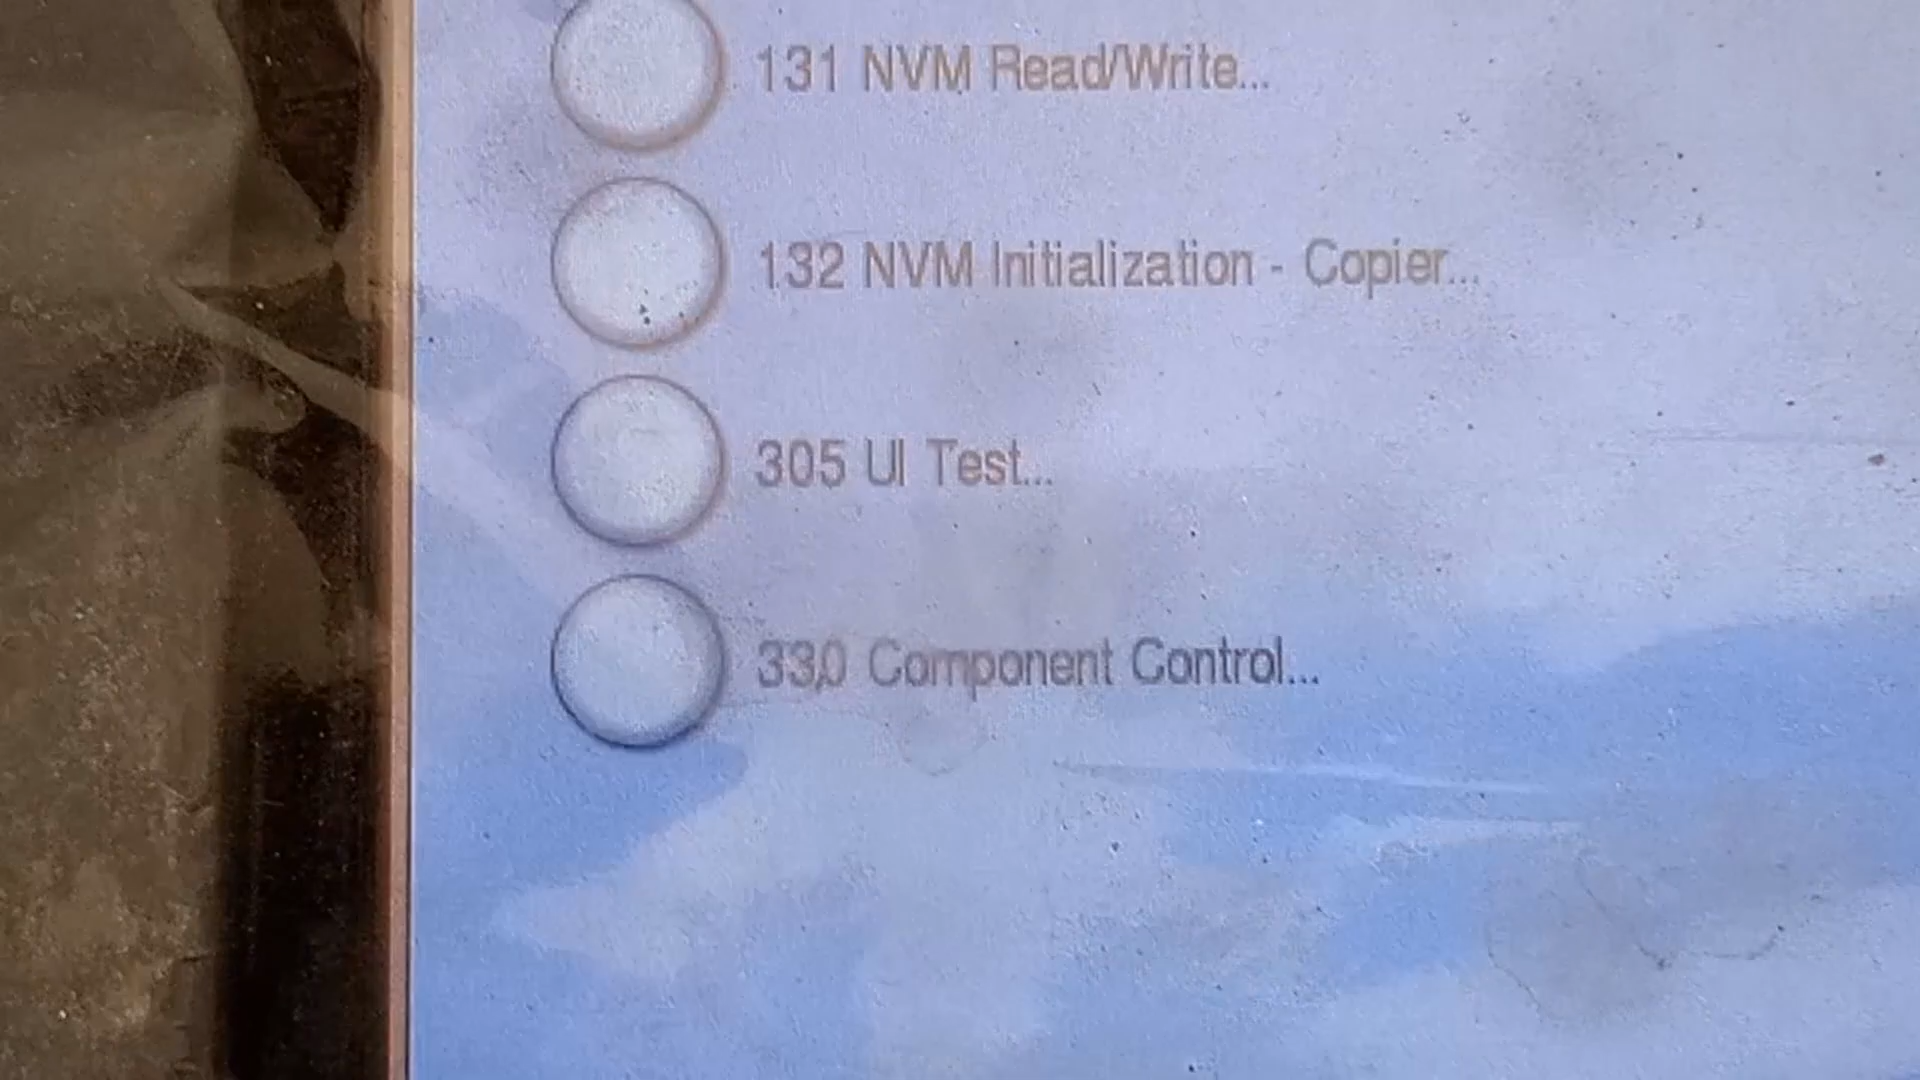 131 NVM Read/Write...
132 NVM Initialization - Copier...
305 UI Test...
330 Component Control...